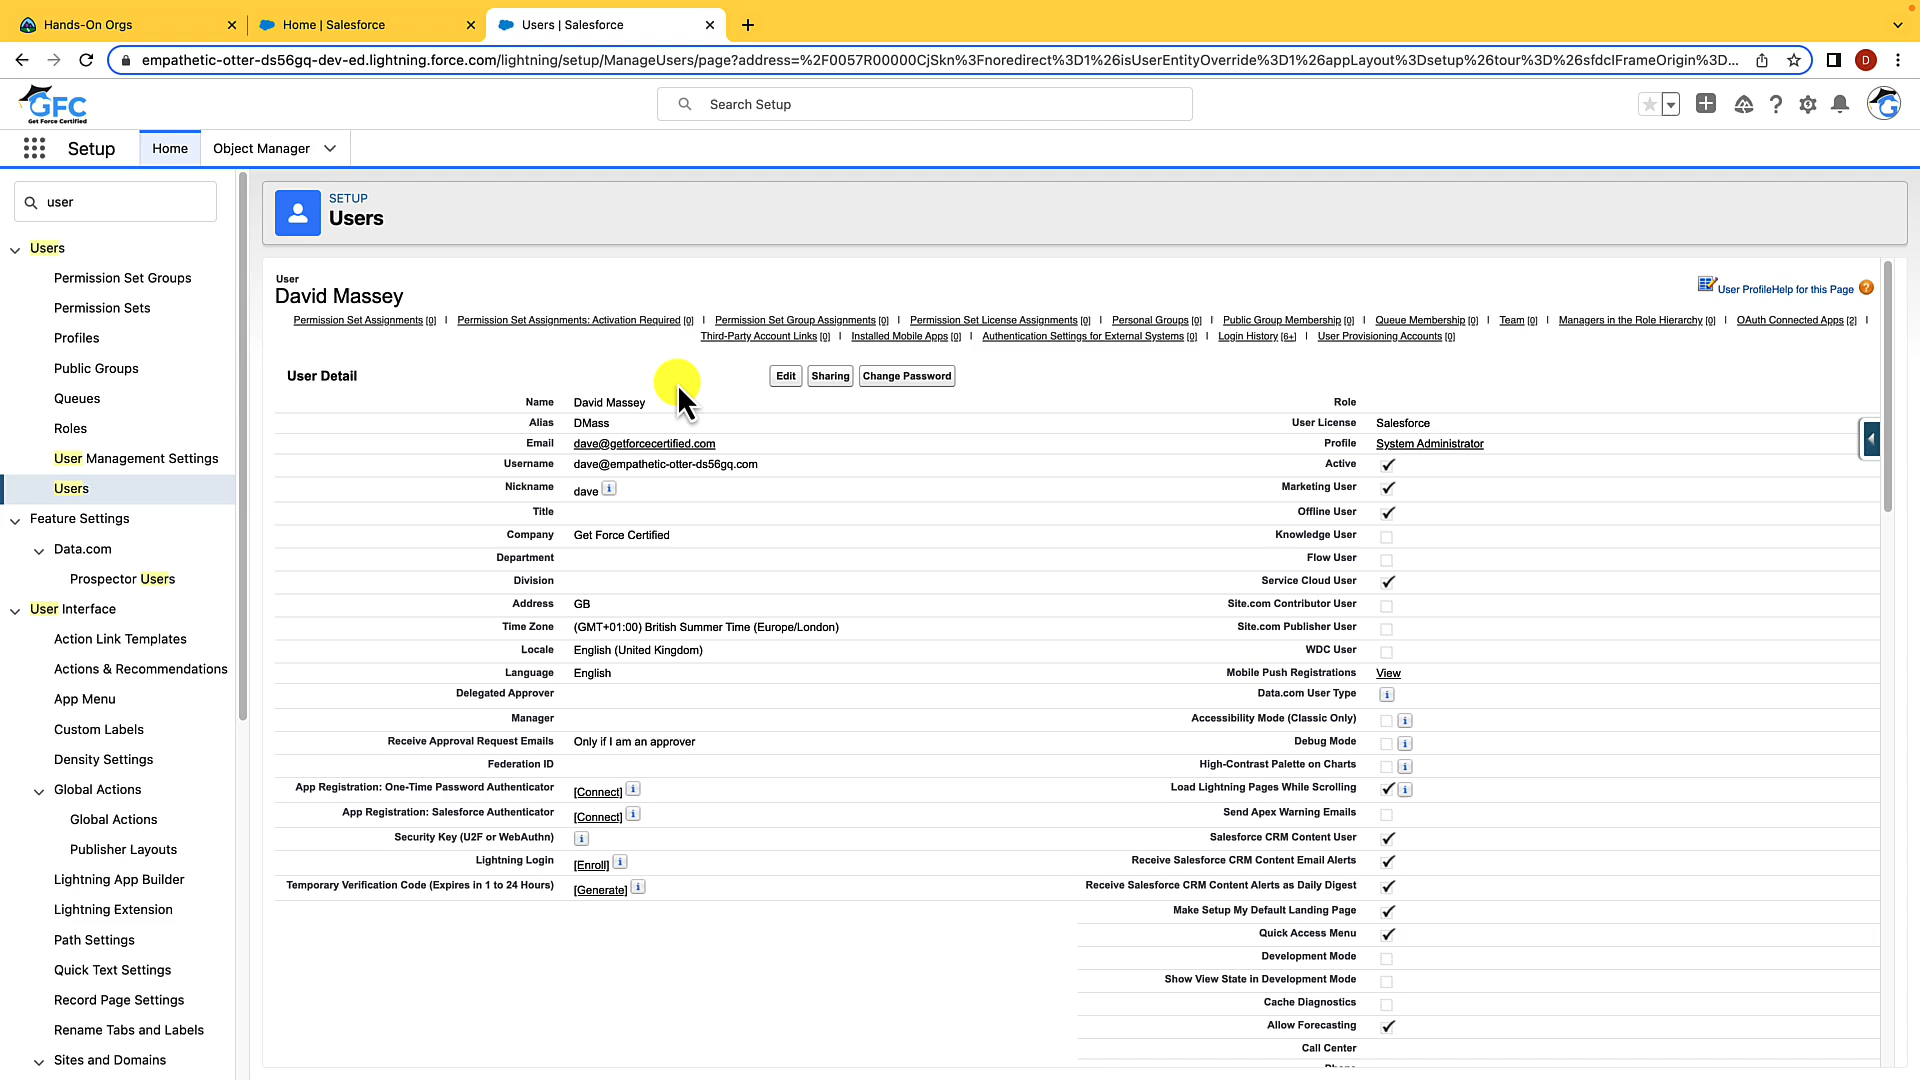 Hands-On Orgs
Home | Salesforce
Users | Salesforce
empathetic-otter-ds56gq-dev-ed.lightning.force.com/lightning/setup/ManageUsers/page?address=%2F0057R00000CjSkn%3Fnoredirect%3D1%26isUserEntityOverride%3D1%26appLayout%3Dsetup%26tour%3D%26sfdcIFrameOrigin%3D...
D
GFC
Get Force Certified
Search Setup
Setup
Home
Object Manager
user
SETUP
Users
Users
Permission Set Groups
Permission Sets
Profiles
Public Groups
Queues
Roles
User Management Settings
Users
Feature Settings
Data.com
Prospector Users
User Interface
Action Link Templates
Actions & Recommendations
App Menu
Custom Labels
Density Settings
Global Actions
Global Actions
Publisher Layouts
Lightning App Builder
Lightning Extension
Path Settings
Quick Text Settings
Record Page Settings
Rename Tabs and Labels
Sites and Domains
User
David Massey
User Profile Help for this Page ?
Permission Set Assignments [0] | Permission Set Assignments: Activation Required [0] | Permission Set Group Assignments [0] | Permission Set License Assignments [0] | Personal Groups [0] | Public Group Membership [0] | Queue Membership [0] | Team [0] | Managers in the Role Hierarchy [0] | OAuth Connected Apps [2] |
Third-Party Account Links [0] | Installed Mobile Apps [0] | Authentication Settings for External Systems [0] | Login History [6+] | User Provisioning Accounts [0]
User Detail Edit Sharing Change Password
Name David Massey Role
Alias DMass User License Salesforce
Email dave@getforcecertified.com Profile System Administrator
Username dave@empathetic-otter-ds56gq.com Active
Nickname dave i Marketing User
Title Offline User
Company Get Force Certified Knowledge User
Department Flow User
Division Service Cloud User
Address GB Site.com Contributor User
Time Zone (GMT+01:00) British Summer Time (Europe/London) Site.com Publisher User
Locale English (United Kingdom) WDC User
Language English Mobile Push Registrations View
Delegated Approver Data.com User Type i
Manager Accessibility Mode (Classic Only) i
Receive Approval Request Emails Only if I am an approver Debug Mode i
Federation ID High-Contrast Palette on Charts i
App Registration: One-Time Password Authenticator [Connect] i Load Lightning Pages While Scrolling i
App Registration: Salesforce Authenticator [Connect] i Send Apex Warning Emails
Security Key (U2F or WebAuthn) i Salesforce CRM Content User
Lightning Login [Enroll] i Receive Salesforce CRM Content Email Alerts
Temporary Verification Code (Expires in 1 to 24 Hours) [Generate] i Receive Salesforce CRM Content Alerts as Daily Digest
Make Setup My Default Landing Page
Quick Access Menu
Development Mode
Show View State in Development Mode
Cache Diagnostics
Allow Forecasting
Call Center